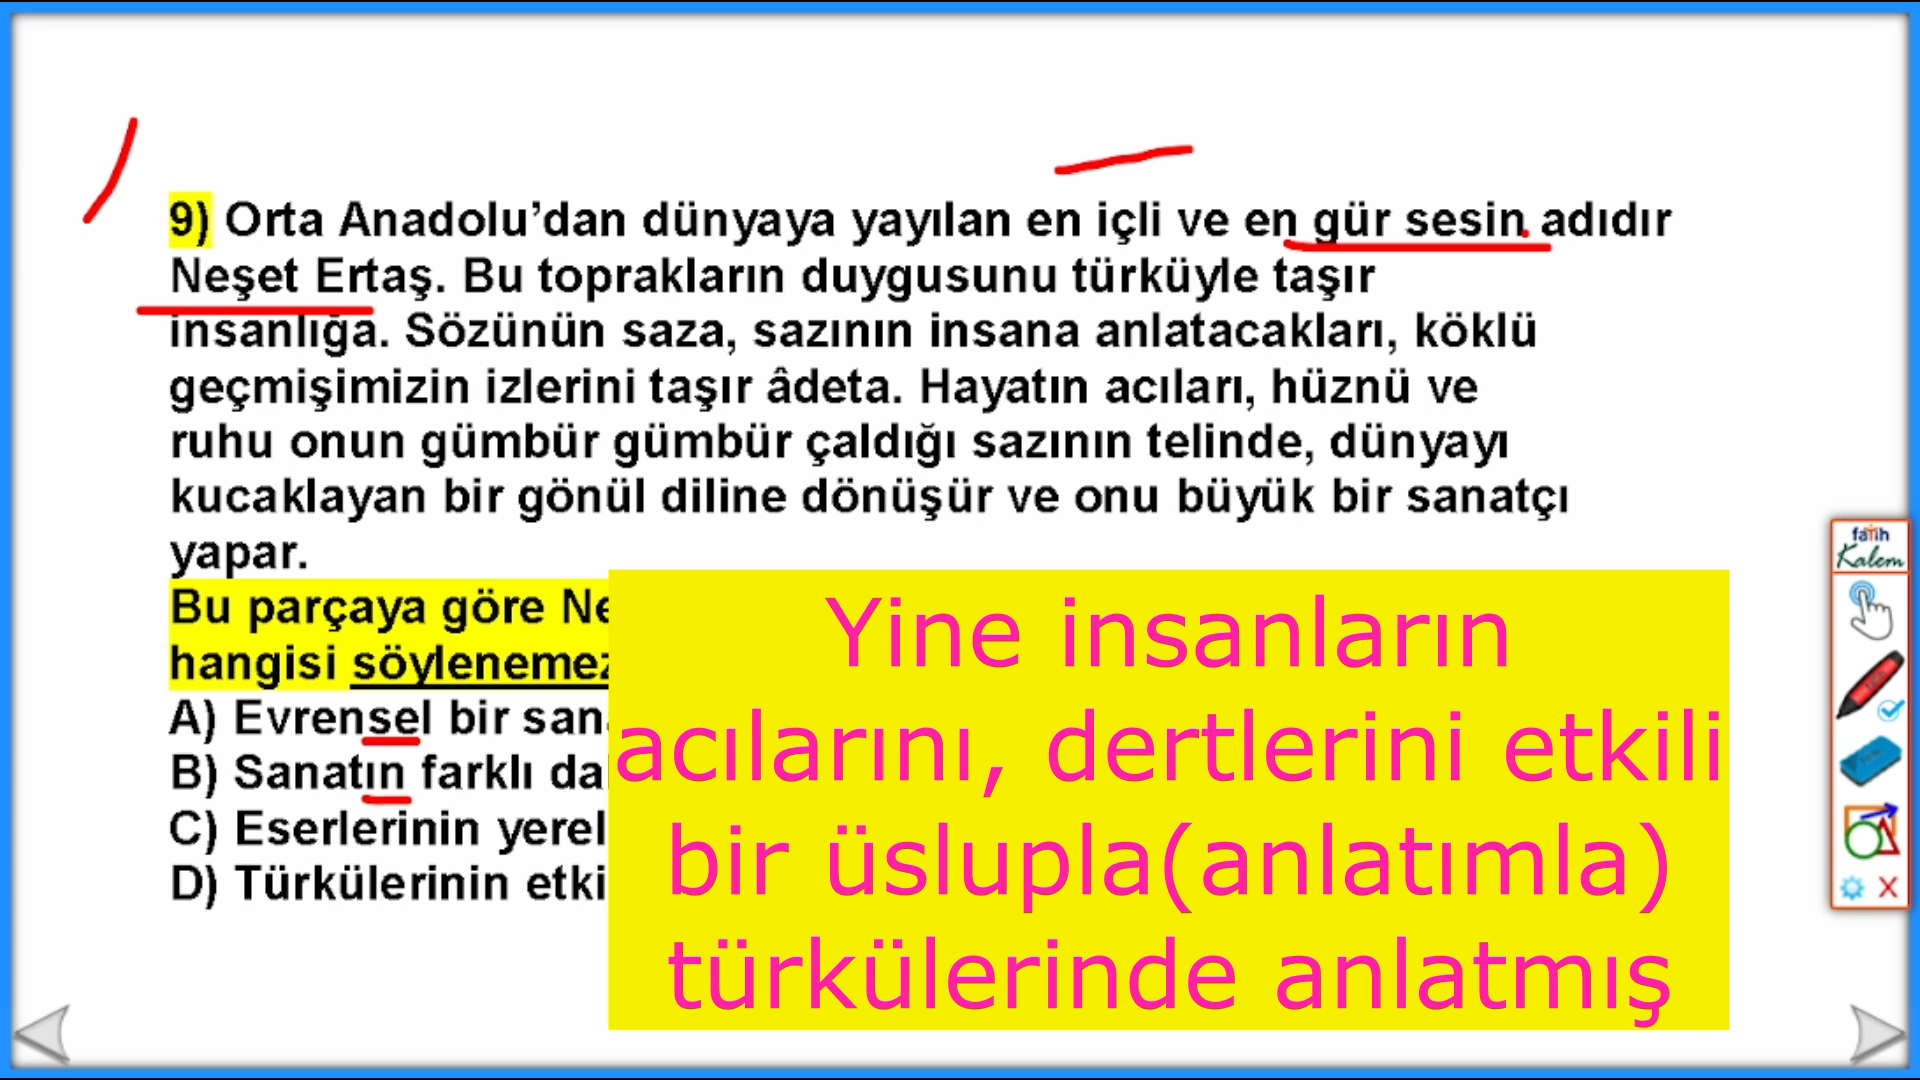 9) Orta Anadolu’dan dünyaya yayılan en içli ve en gür sesin adıdır
Neşet Ertaş. Bu toprakların duygusunu türküyle taşır
insanlığa. Sözünün saza, sazının insana anlatacakları, köklü
geçmişimizin izlerini taşır âdeta. Hayatın acıları, hüznü ve
ruhu onun gümbür gümbür çaldığı sazının telinde, dünyayı
kucaklayan bir gönül diline dönüşür ve onu büyük bir sanatçı
yapar.
Bu parçaya göre Ne
hangisi söylenemez
A) Evrensel bir san
B) Sanatın farklı da
C) Eserlerinin yerel
D) Türkülerinin etki
Yine insanların
acılarını, dertlerini etkili
bir üslupla(anlatımla)
türkülerinde anlatmış
fatih
Kalem
X